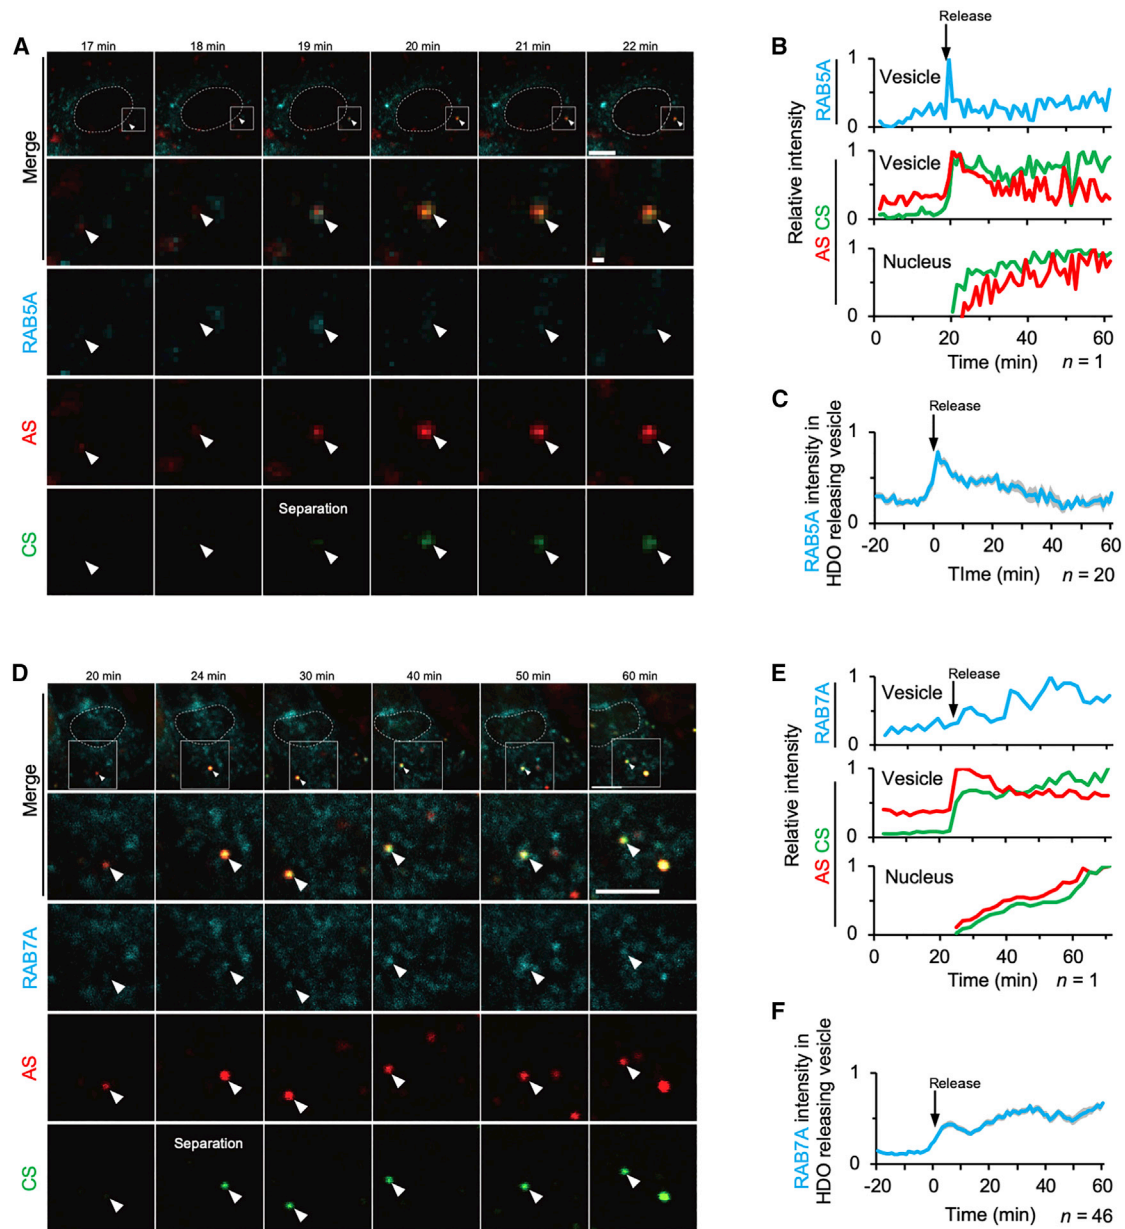 A
17 min 18 min 19 min 20 min 21 min 22 min
Merge
RAB5A
AS
CS
Separation
B
Release
RAB5A
Vesicle
1
0
Relative intensity
AS CS
Vesicle
1
0
Nucleus
1
0
0 20 40 60
Time (min) n = 1
C
Release
RAB5A intensity in
HDO releasing vesicle
1
0
-20 0 20 40 60
TIme (min) n = 20
D
20 min 24 min 30 min 40 min 50 min 60 min
Merge
RAB7A
AS
CS
Separation
E
Release
RAB7A
Vesicle
1
0
Relative intensity
AS CS
Vesicle
1
0
Nucleus
1
0
0 20 40 60
Time (min) n = 1
F
Release
RAB7A intensity in
HDO releasing vesicle
1
0
-20 0 20 40 60
Time (min) n = 46